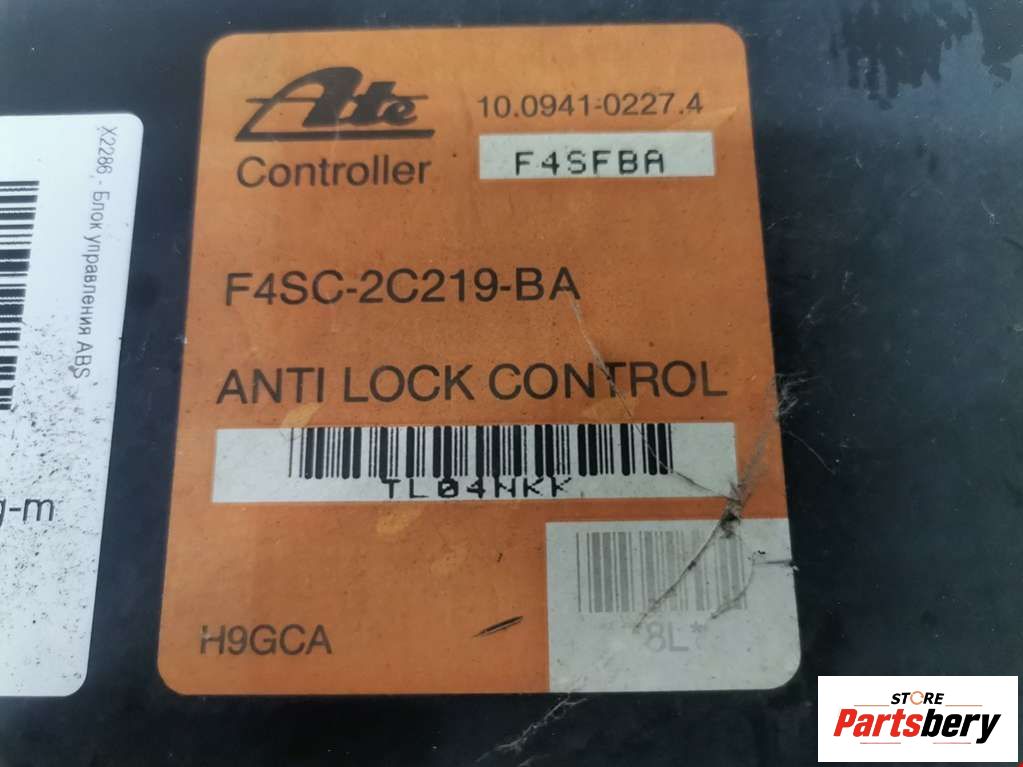 Ate
10.0941-0227.4
Controller
F4SFBA
F4SC-2C219-BA
ANTI LOCK CONTROL
TL04NKK
H9GCA
8L*
X2286 - Блок управления ABS
g-m
STORE
Partsbery